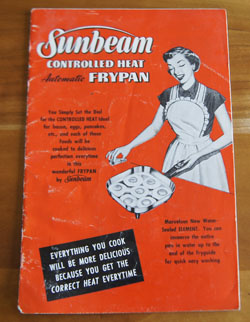 Sunbeam
CONTROLLED HEAT
Automatic FRYPAN
You Simply Set the Dial
for the CONTROLLED HEAT ideal
for bacon, eggs, pancakes,
etc., and each of these
foods will be
cooked to delicious
perfection everytime
in this
wonderful FRYPAN
by Sunbeam
Marvelous New Water-
Sealed ELEMENT. You can
immerse the entire
pan in water up to the
end of the fryguide
for quick easy washing
EVERYTHING YOU COOK
WILL BE MORE DELICIOUS
BECAUSE YOU GET THE
CORRECT HEAT EVERYTIME